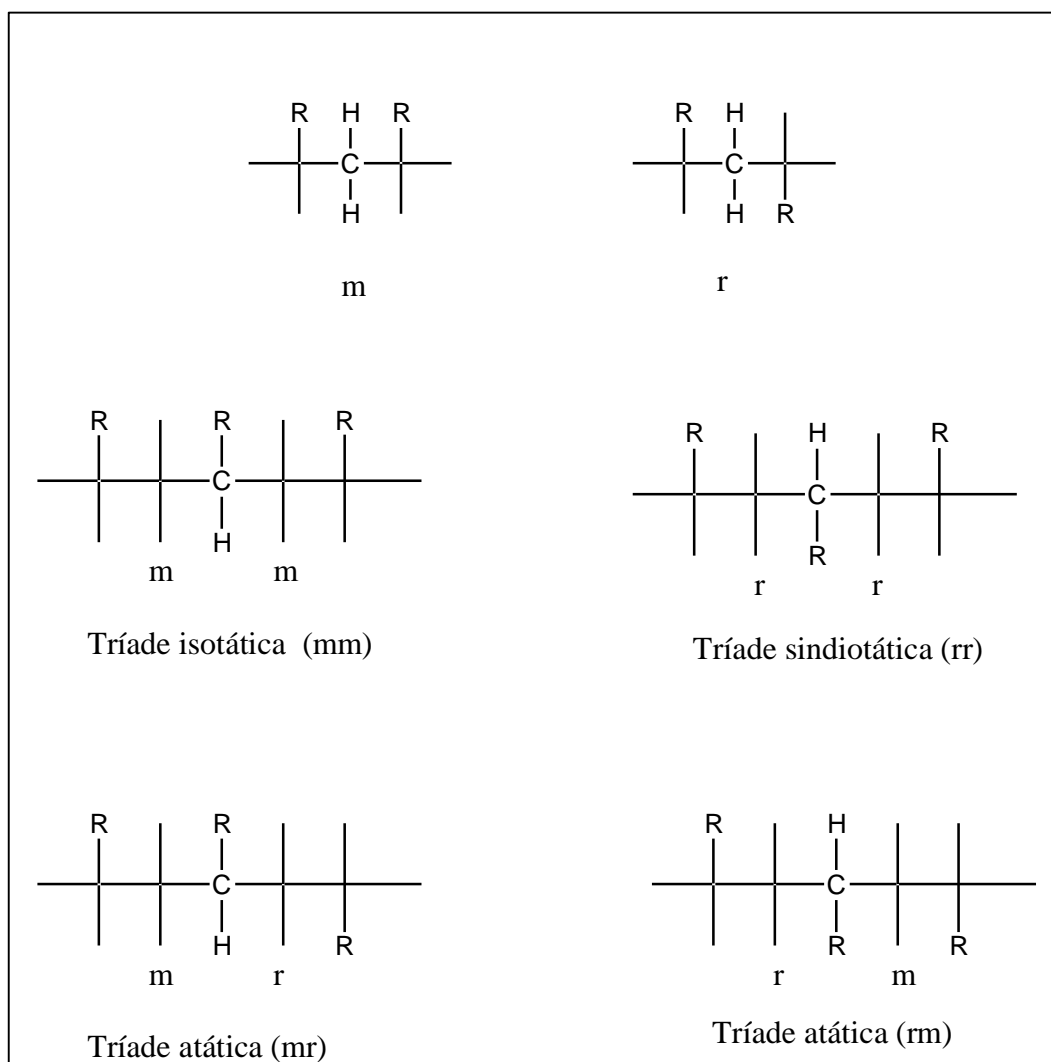 R H R
C
H
m
R H
C
H R
r
R R R
C
H
m m
Tríade isotática (mm)
R H R
C
R
r r
Tríade sindiotática (rr)
R R
C
H R
m r
Tríade atática (mr)
R H
C
R R
r m
Tríade atática (rm)